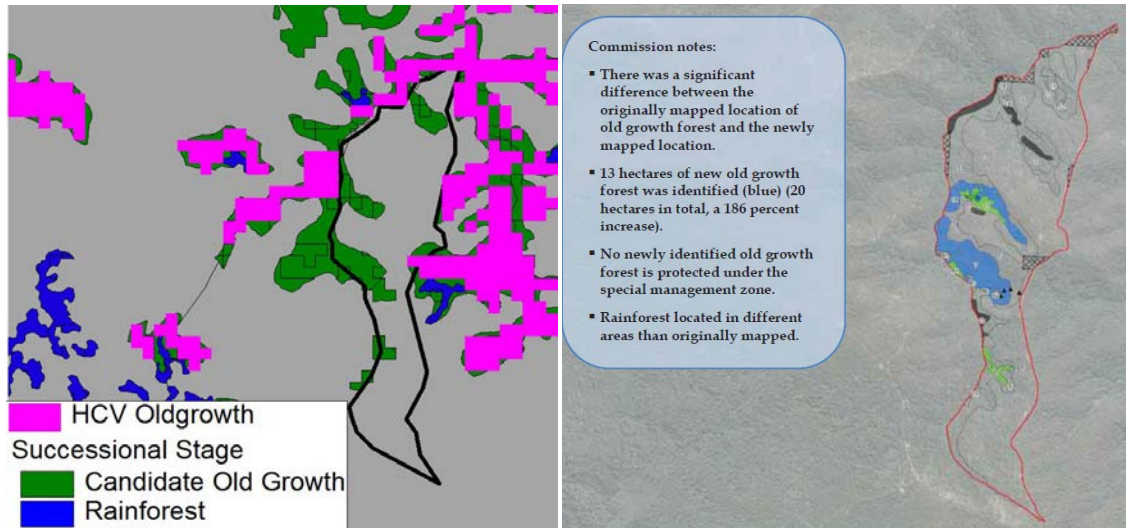 HCV Oldgrowth
Successional Stage
Candidate Old Growth
Rainforest
Commission notes:
▪ There was a significant
difference between the
originally mapped location of
old growth forest and the newly
mapped location.
▪ 13 hectares of new old growth
forest was identified (blue) (20
hectares in total, a 186 percent
increase).
▪ No newly identified old growth
forest is protected under the
special management zone.
▪ Rainforest located in different
areas than originally mapped.